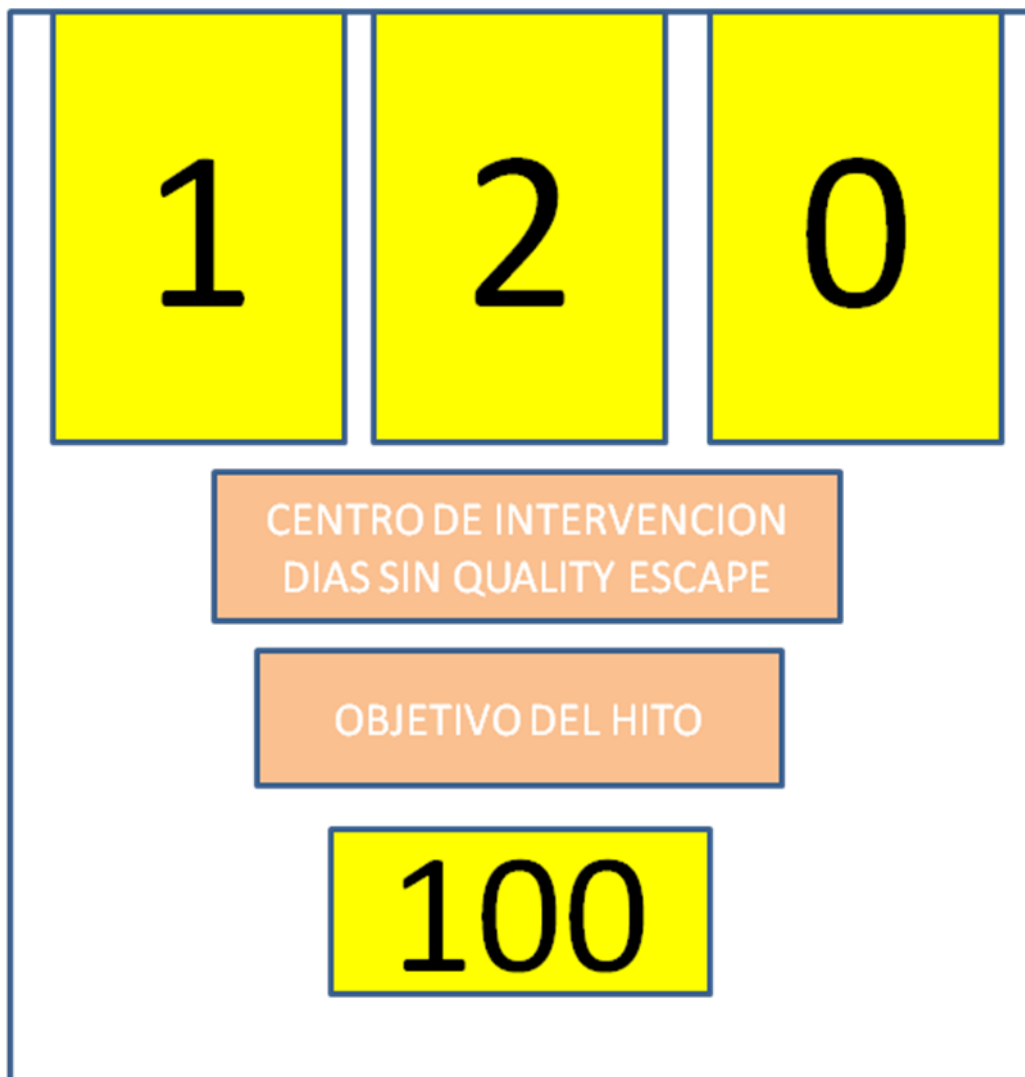 1 2 0
CENTRO DE INTERVENCION
DIAS SIN QUALITY ESCAPE
OBJETIVO DEL HITO
100